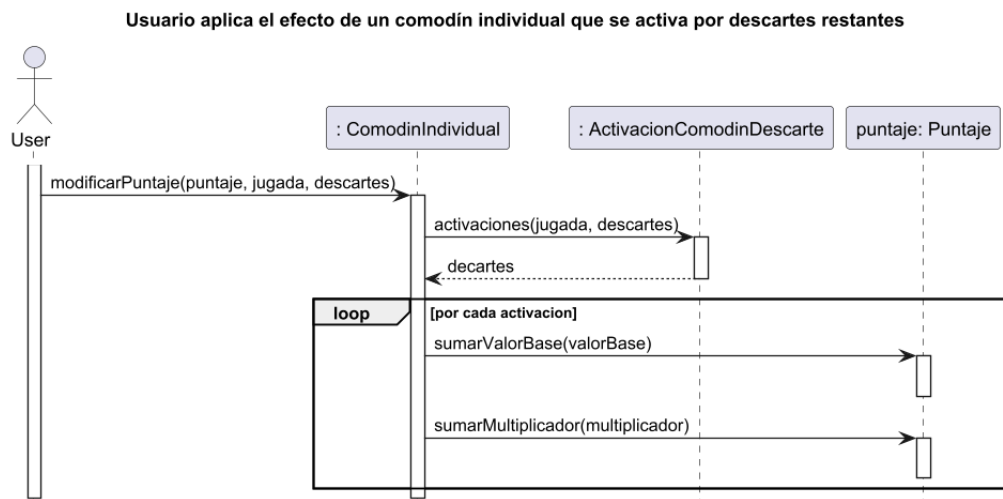 Usuario aplica el efecto de un comodín individual que se activa por descartes restantes
User
: ComodinIndividual
: ActivacionComodinDescarte
puntaje: Puntaje
modificarPuntaje(puntaje, jugada, descartes)
activaciones(jugada, descartes)
decartes
loop
[por cada activacion]
sumarValorBase(valorBase)
sumarMultiplicador(multiplicador)